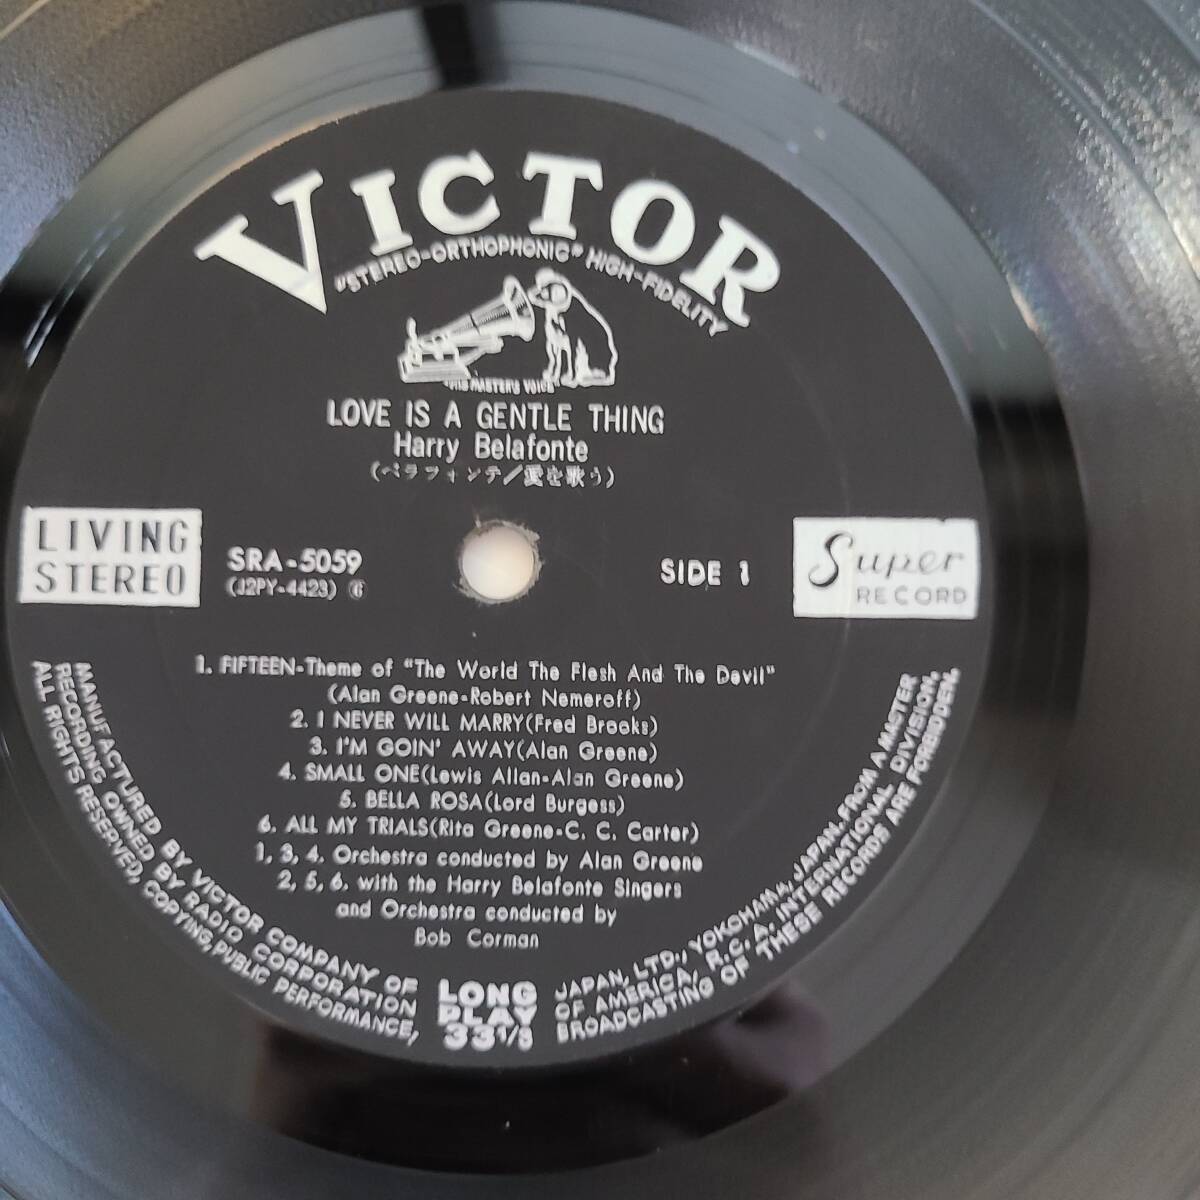 VICTOR
"STEREO-ORTHOPHONIC" HIGH-FIDELITY
"HIS MASTER'S VOICE"
LOVE IS A GENTLE THING
Harry Belafonte
(ベラフォンテ/愛を歌う)
LIVING
STEREO
SRA-5059
(J2PY-4423) Ⓖ
SIDE 1
Super
RECORD
1. FIFTEEN-Theme of "The World The Flesh And The Devil"
(Alan Greene-Robert Nemeroff)
2. I NEVER WILL MARRY(Fred Brooks)
3. I'M GOIN' AWAY(Alan Greene)
4. SMALL ONE(Lewis Allan-Alan Greene)
5. BELLA ROSA(Lord Burgess)
6. ALL MY TRIALS(Rita Greene-C. C. Carter)
1, 3, 4. Orchestra conducted by Alan Greene
2, 5, 6. with the Harry Belafonte Singers
and Orchestra conducted by
Bob Corman
LONG
PLAY
33 1/3
MANUFACTURED BY VICTOR COMPANY OF JAPAN, LTD., YOKOHAMA, JAPAN, FROM A MASTER
RECORDING OWNED BY RADIO CORPORATION OF AMERICA, R.C.A. INTERNATIONAL DIVISION.
ALL RIGHTS RESERVED, COPYING, PUBLIC PERFORMANCE, BROADCASTING OF THESE RECORDS ARE FORBIDDEN.